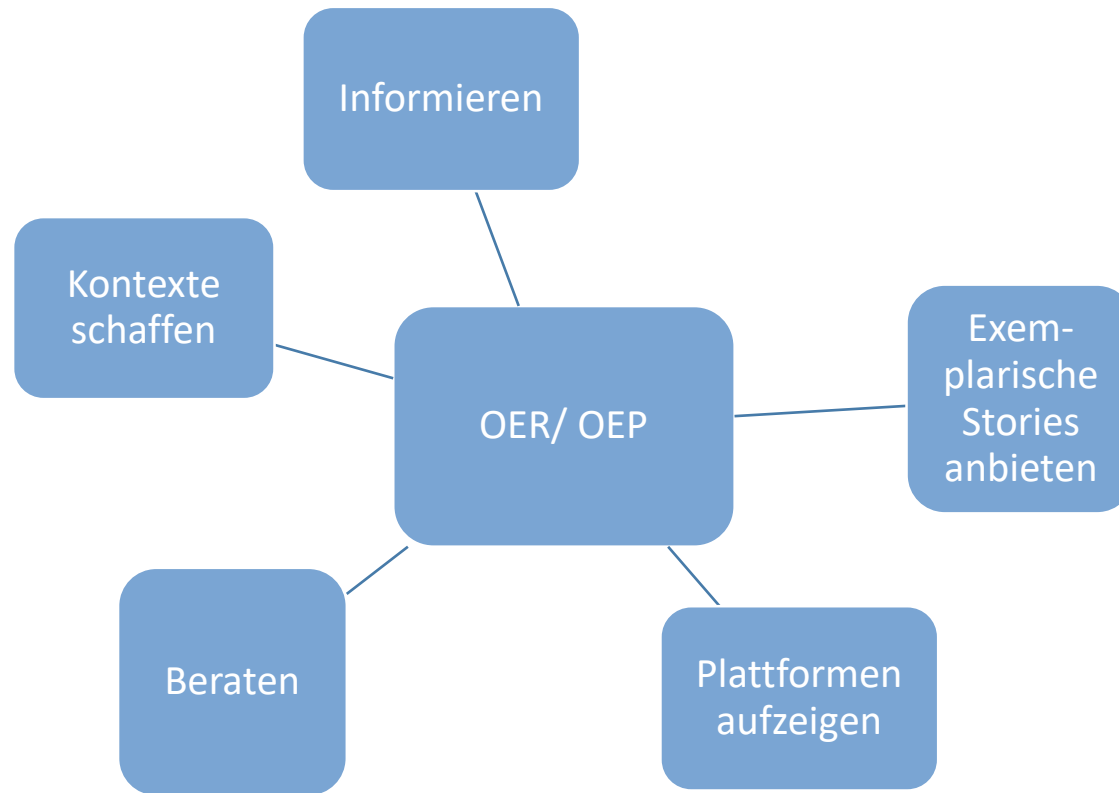 Informieren
Kontexte
schaffen
Exem-
plarische
Stories
anbieten
OER/ OEP
Beraten
Plattformen
aufzeigen